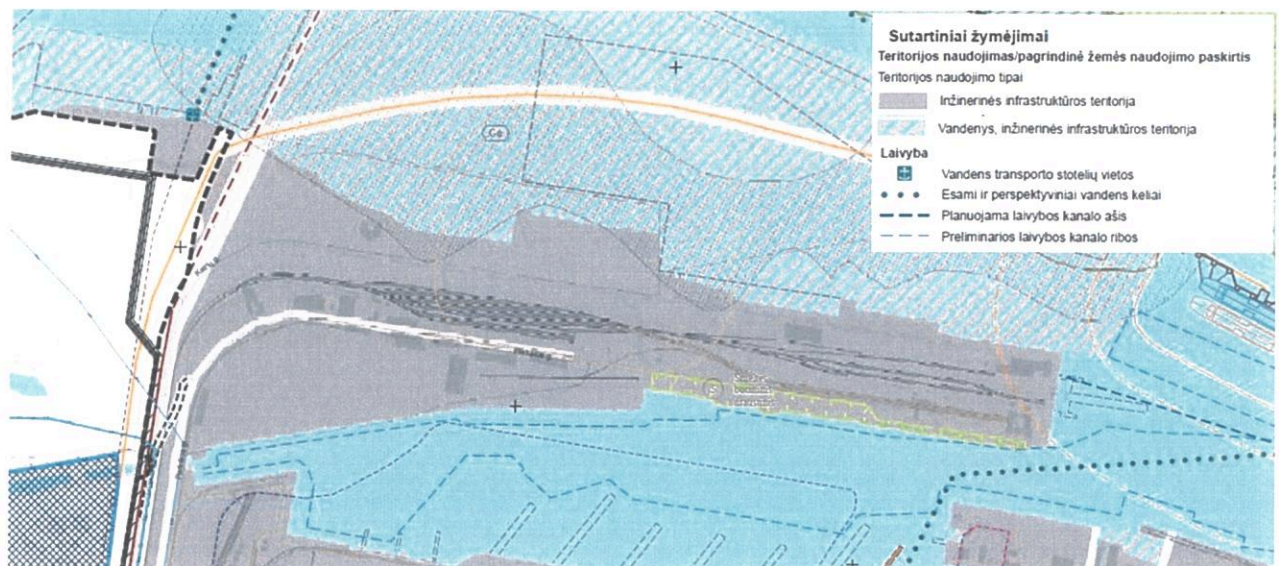 Sutartiniai žymėjimai
Teritorijos naudojimas/pagrindinė žemės naudojimo paskirtis
Teritorijos naudojimo tipai
Inžinerinės infrastruktūros teritorija
Vandenys, inžinerinės infrastruktūros teritorija
Laivyba
Vandens transporto stotelių vietos
Esami ir perspektyviniai vandens keliai
Planuojama laivybos kanalo ašis
Preliminarios laivybos kanalo ribos